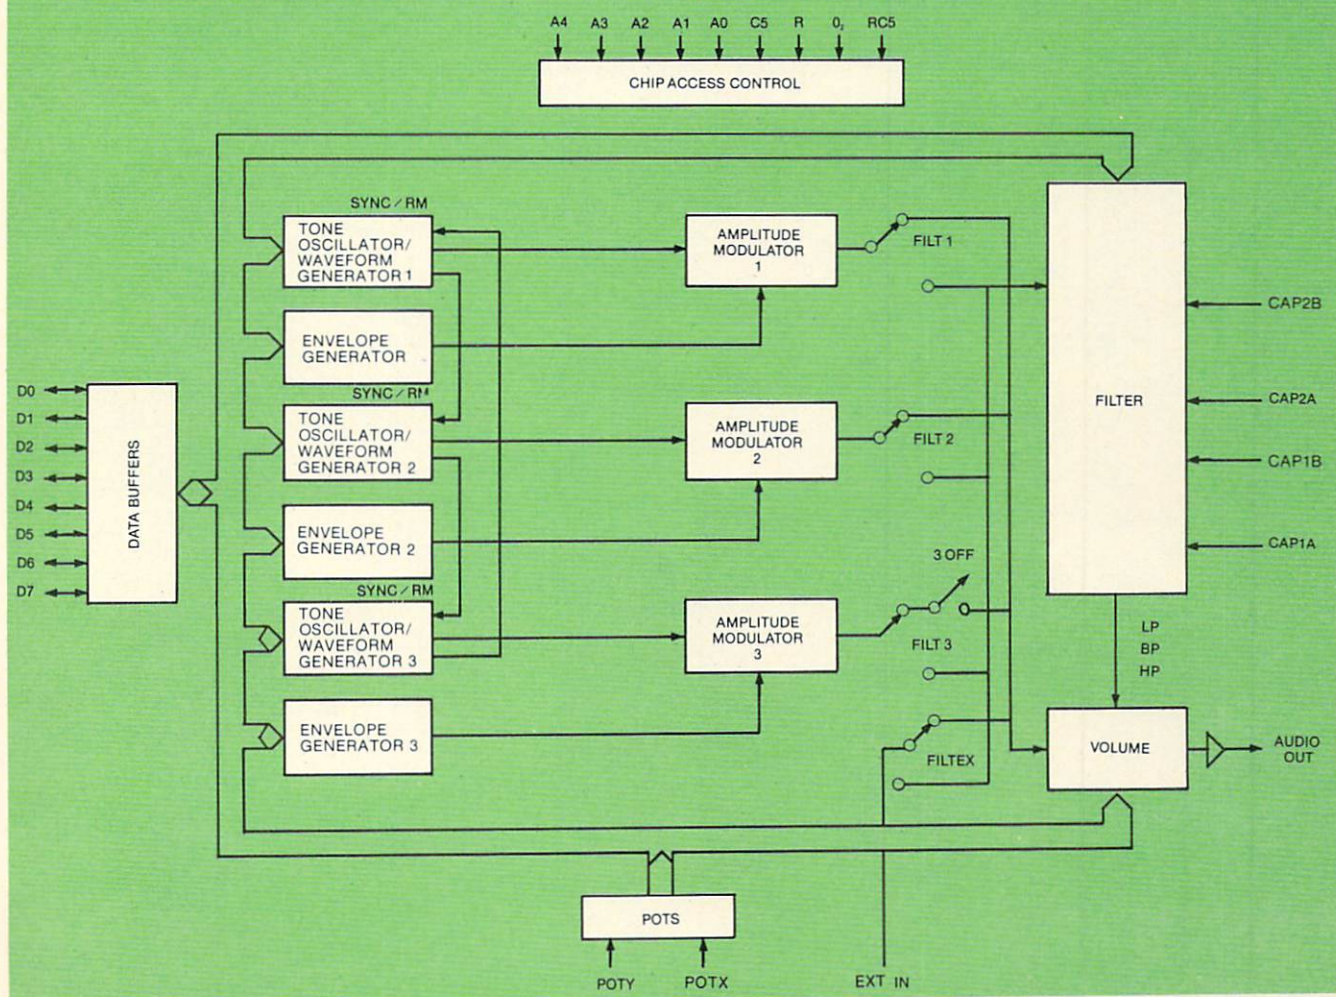 A4 A3 A2 A1 A0 C5 R 0₂ RC5
CHIP ACCESS CONTROL
SYNC/RM
TONE
OSCILLATOR/
WAVEFORM
GENERATOR 1
AMPLITUDE
MODULATOR
1
FILT 1
ENVELOPE
GENERATOR
CAP2B
SYNC/RM
TONE
OSCILLATOR/
WAVEFORM
GENERATOR 2
AMPLITUDE
MODULATOR
2
FILT 2
FILTER
CAP2A
CAP1B
D0
D1
D2
D3
D4
D5
D6
D7
DATA BUFFERS
ENVELOPE
GENERATOR 2
3 OFF
CAP1A
SYNC/RM
TONE
OSCILLATOR/
WAVEFORM
GENERATOR 3
AMPLITUDE
MODULATOR
3
FILT 3
LP
BP
HP
ENVELOPE
GENERATOR 3
FILTEX
VOLUME
AUDIO
OUT
POTS
POTY POTX
EXT IN